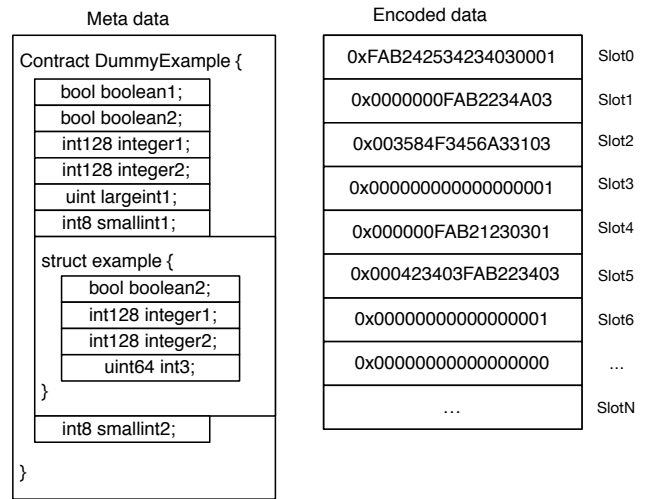 Meta data
Contract DummyExample {
bool boolean1;
bool boolean2;
int128 integer1;
int128 integer2;
uint largeint1;
int8 smallint1;
struct example {
bool boolean2;
int128 integer1;
int128 integer2;
uint64 int3;
}
int8 smallint2;
}
Encoded data
0xFAB242534234030001 Slot0
0x0000000FAB2234A03 Slot1
0x003584F3456A33103 Slot2
0x000000000000000001 Slot3
0x000000FAB21230301 Slot4
0x000423403FAB223403 Slot5
0x00000000000000001 Slot6
0x00000000000000000 ...
... SlotN